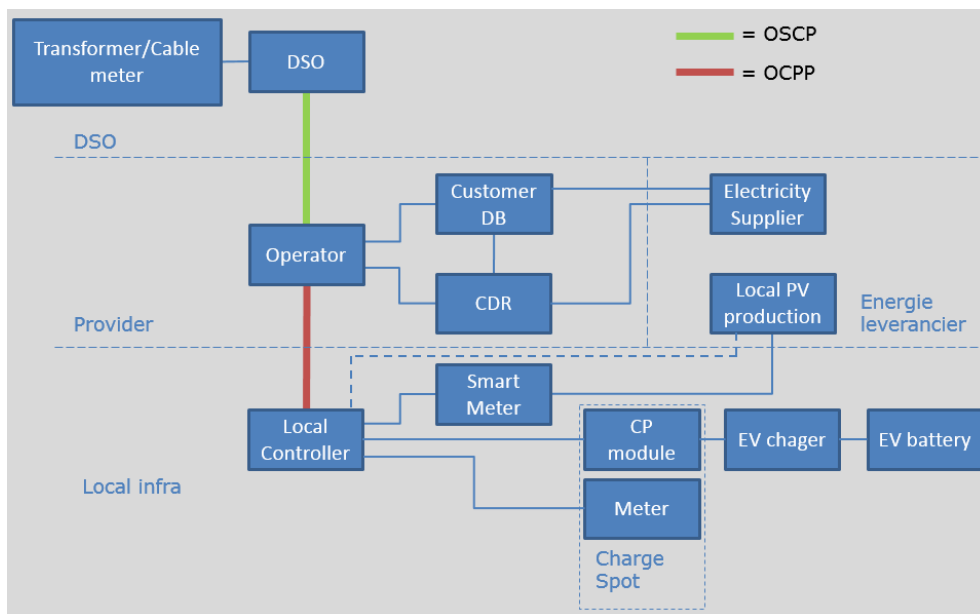 Transformer/Cable
meter
DSO
= OSCP
= OCPP
DSO
Customer
DB
Electricity
Supplier
Operator
CDR
Local PV
production
Provider
Energie
leverancier
Smart
Meter
Local
Controller
CP
module
EV chager
EV battery
Local infra
Meter
Charge
Spot